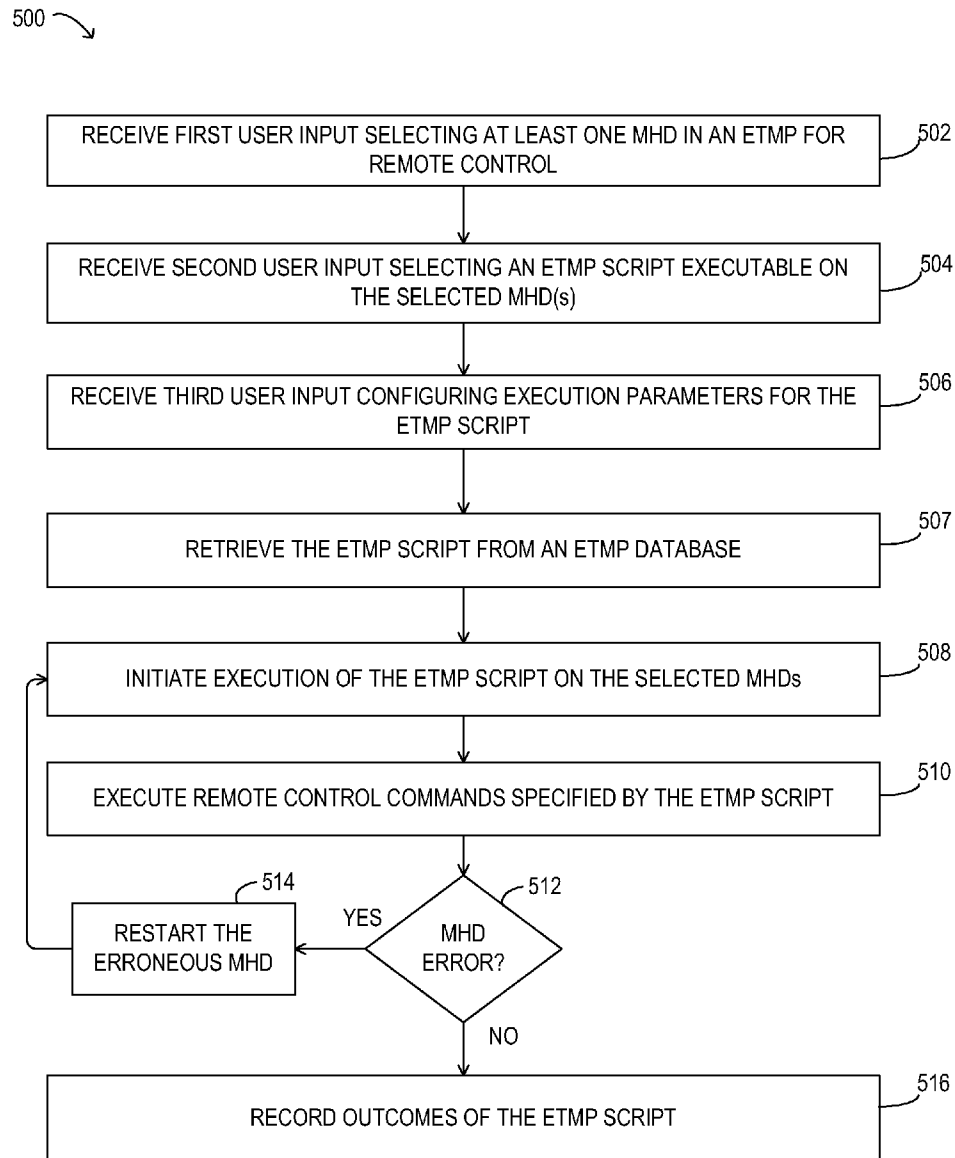 500
RECEIVE FIRST USER INPUT SELECTING AT LEAST ONE MHD IN AN ETMP FOR
REMOTE CONTROL
502
RECEIVE SECOND USER INPUT SELECTING AN ETMP SCRIPT EXECUTABLE ON
THE SELECTED MHD(s)
504
RECEIVE THIRD USER INPUT CONFIGURING EXECUTION PARAMETERS FOR THE
ETMP SCRIPT
506
RETRIEVE THE ETMP SCRIPT FROM AN ETMP DATABASE
507
INITIATE EXECUTION OF THE ETMP SCRIPT ON THE SELECTED MHDs
508
EXECUTE REMOTE CONTROL COMMANDS SPECIFIED BY THE ETMP SCRIPT
510
MHD
ERROR?
512
YES
RESTART THE
ERRONEOUS MHD
514
NO
RECORD OUTCOMES OF THE ETMP SCRIPT
516